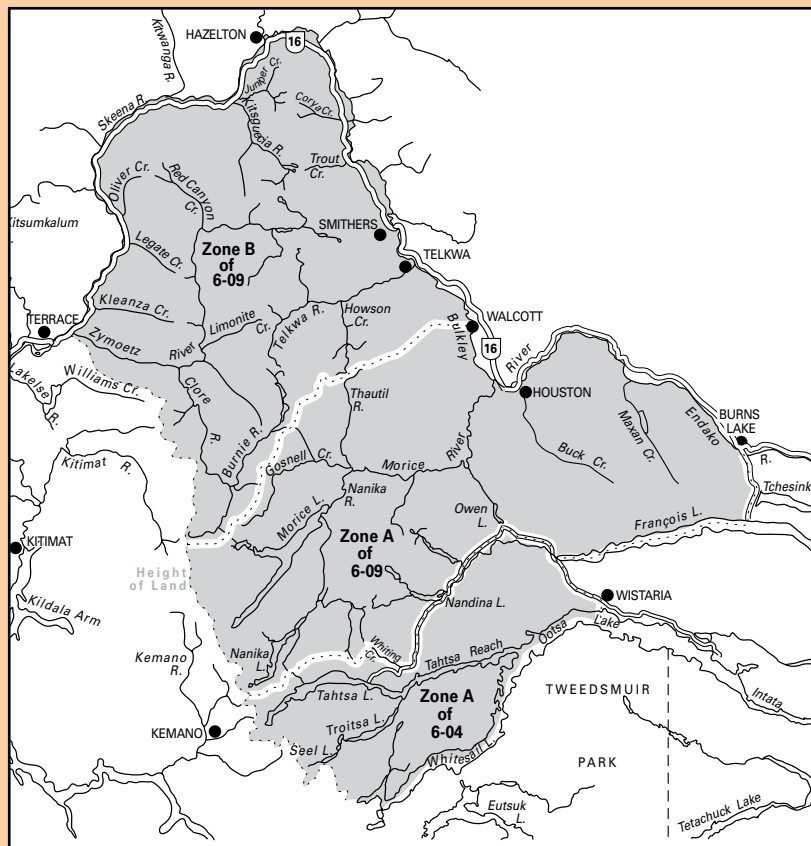 HAZELTON
16
Kitwanga R.
Juniper Cr.
Skeena R.
Kitsguecla R.
Corya Cr.
Trout
Cr.
Oliver Cr.
Red Canyon
Cr.
Kitsumkalum
SMITHERS
Zone B
of
6-09
TELKWA
Legate Cr.
Kleanza Cr.
TERRACE
Limonite
Cr.
Telkwa R.
Howson
Cr.
Bulkley
WALCOTT
16
River
Zymoetz
River
Lakelse
R.
Williams Cr.
Clore
R.
Burnie R.
Thautil
R.
HOUSTON
BURNS
LAKE
Endako
R.
Maxan Cr.
Buck Cr.
Kitimat R.
Gosnell Cr.
Morice
River
Tchesink
Nanika
R.
Morice L.
Owen
L.
François L.
KITIMAT
Zone A
of
6-09
Height
of Land
Kildala Arm
WISTARIA
Nandina L.
Kemano
R.
Nanika
L.
Whiting
Cr.
Tahtsa Reach
Ootsa
Lake
Intata
Tahtsa L.
TWEEDSMUIR
PARK
Zone A
of
6-04
KEMANO
Troitsa L.
Seel L.
Whitesail L.
Eutsuk
L.
Tetachuck Lake